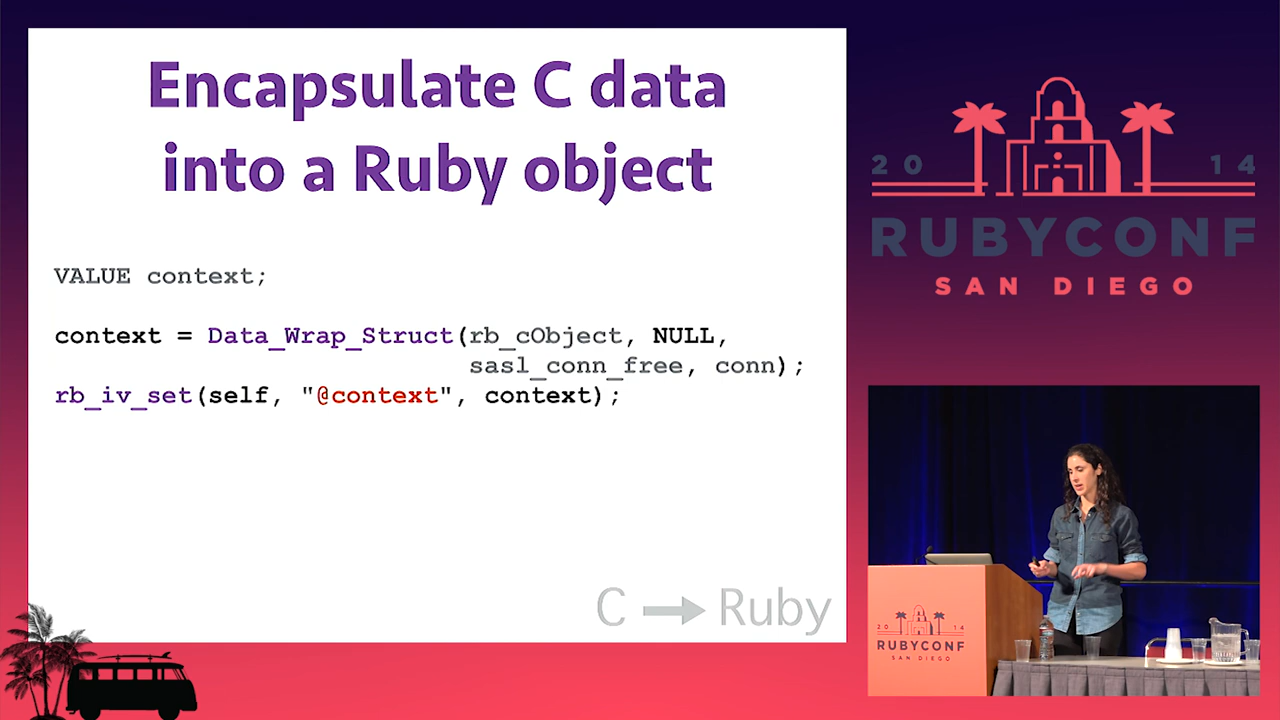 Encapsulate C data
into a Ruby object
VALUE context;
context = Data_Wrap_Struct(rb_cObject, NULL,
sasl_conn_free, conn);
rb_iv_set(self, "@context", context);
C Ruby
20 14
RUBYCONF
SAN DIEGO
20 14
RUBYCONF
SAN DIEGO